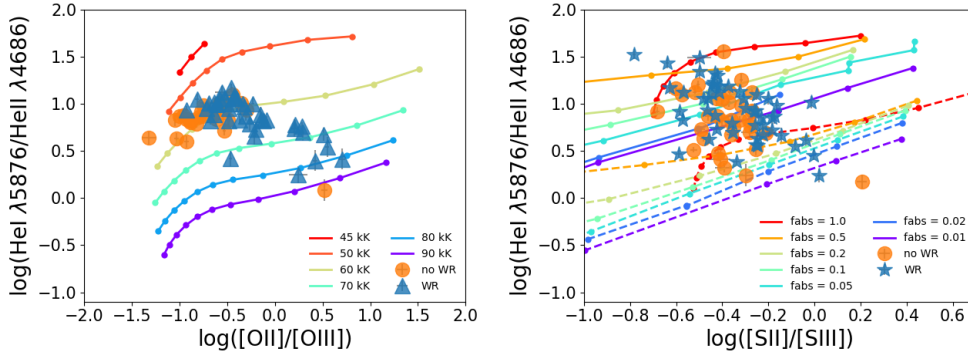 log(HeI λ5876/HeII λ4686)
2.0
1.5
1.0
0.5
0.0
−0.5
−1.0
−2.0 −1.5 −1.0 −0.5 0.0 0.5 1.0 1.5 2.0
log([OII]/[OIII])
45 kK
50 kK
60 kK
70 kK
80 kK
90 kK
no WR
WR
log(HeI λ5876/HeII λ4686)
2.0
1.5
1.0
0.5
0.0
−0.5
−1.0
−1.0 −0.8 −0.6 −0.4 −0.2 0.0 0.2 0.4 0.6
log([SII]/[SIII])
fabs = 1.0
fabs = 0.5
fabs = 0.2
fabs = 0.1
fabs = 0.05
fabs = 0.02
fabs = 0.01
no WR
WR